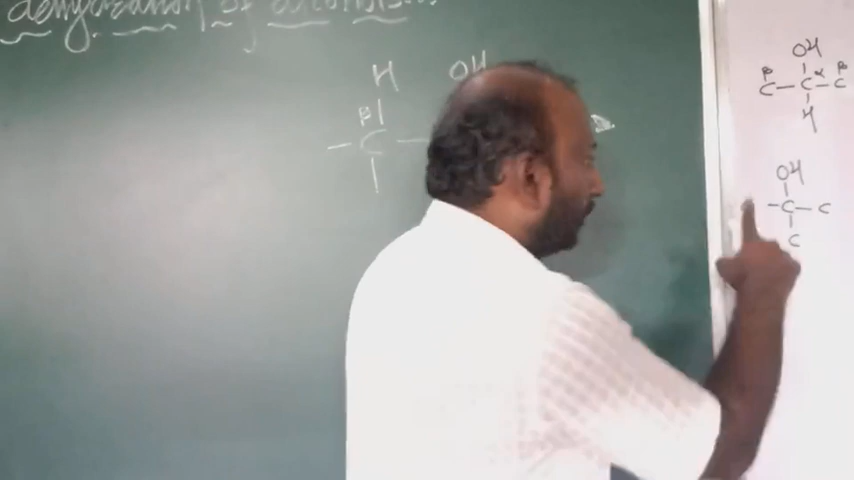 dehydration of alcohols...
H OH
β
— C —
OH
β α β
C — C — C
H
OH
— C — C
C